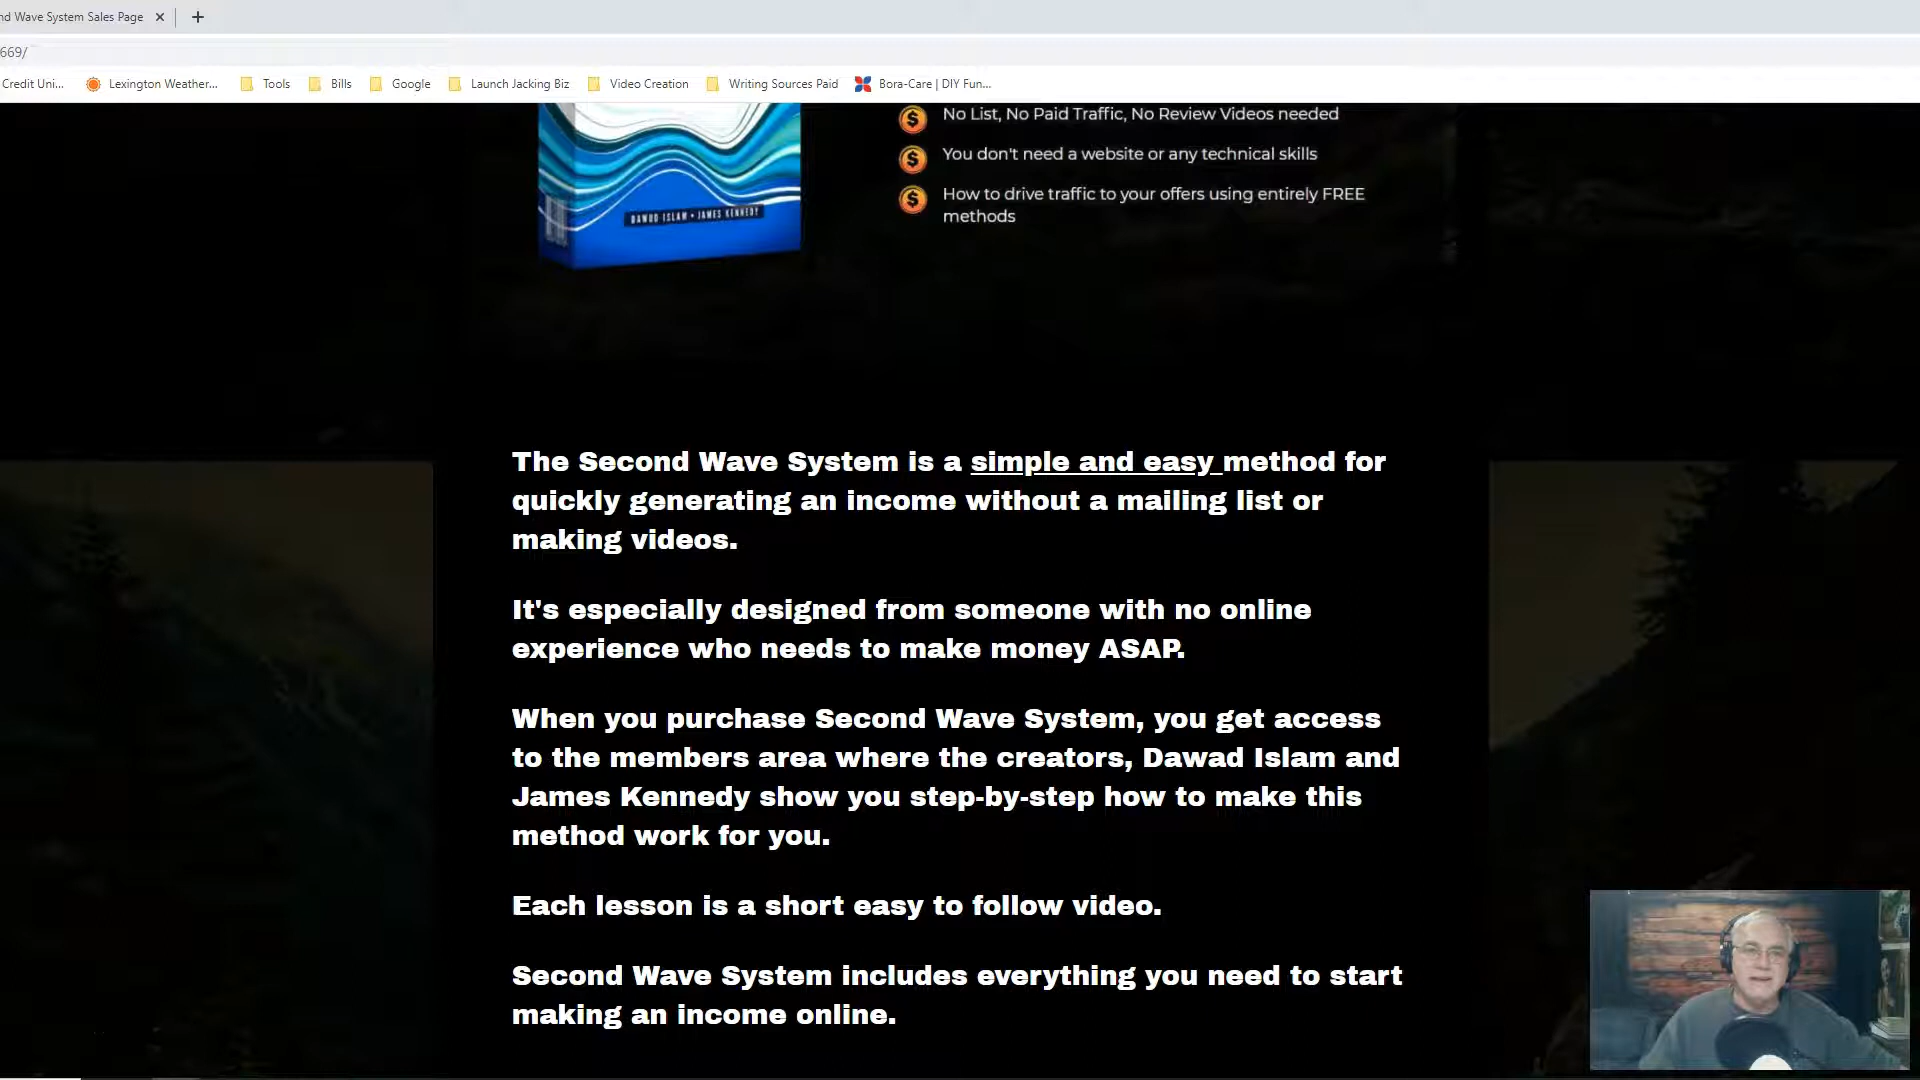 nd Wave System Sales Page
669/
Credit Uni...
Lexington Weather...
Tools
Bills
Google
Launch Jacking Biz
Video Creation
Writing Sources Paid
Bora-Care | DIY Fun...
No List, No Paid Traffic, No Review Videos needed
You don't need a website or any technical skills
How to drive traffic to your offers using entirely FREE
methods
DAWUD ISLAM • JAMES KENNEDY
The Second Wave System is a simple and easy method for
quickly generating an income without a mailing list or
making videos.
It's especially designed from someone with no online
experience who needs to make money ASAP.
When you purchase Second Wave System, you get access
to the members area where the creators, Dawad Islam and
James Kennedy show you step-by-step how to make this
method work for you.
Each lesson is a short easy to follow video.
Second Wave System includes everything you need to start
making an income online.